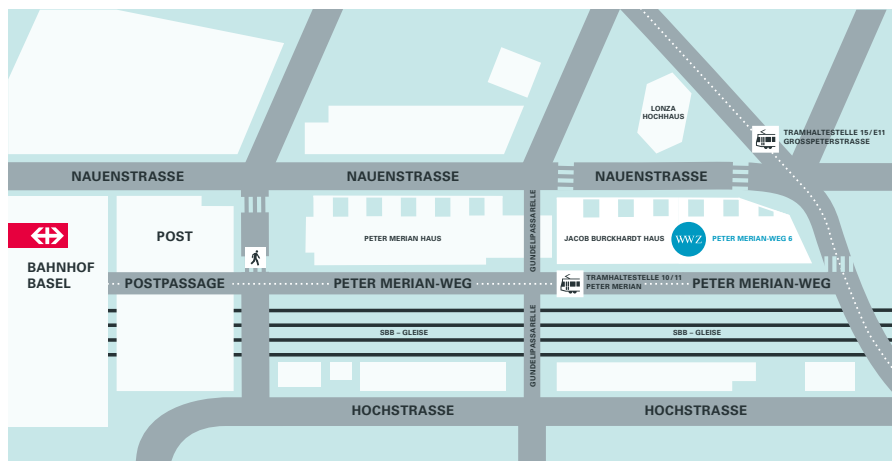 LONZA
HOCHHAUS
TRAMHALTESTELLE 15/E11
GROSSPETERSTRASSE
NAUENSTRASSE
NAUENSTRASSE
NAUENSTRASSE
POST
PETER MERIAN HAUS
GUNDELIPASSARELLE
JACOB BURCKHARDT HAUS
WWZ
PETER MERIAN-WEG 6
BAHNHOF
BASEL
POSTPASSAGE
PETER MERIAN-WEG
TRAMHALTESTELLE 10/11
PETER MERIAN
PETER MERIAN-WEG
SBB – GLEISE
GUNDELIPASSARELLE
SBB – GLEISE
HOCHSTRASSE
HOCHSTRASSE